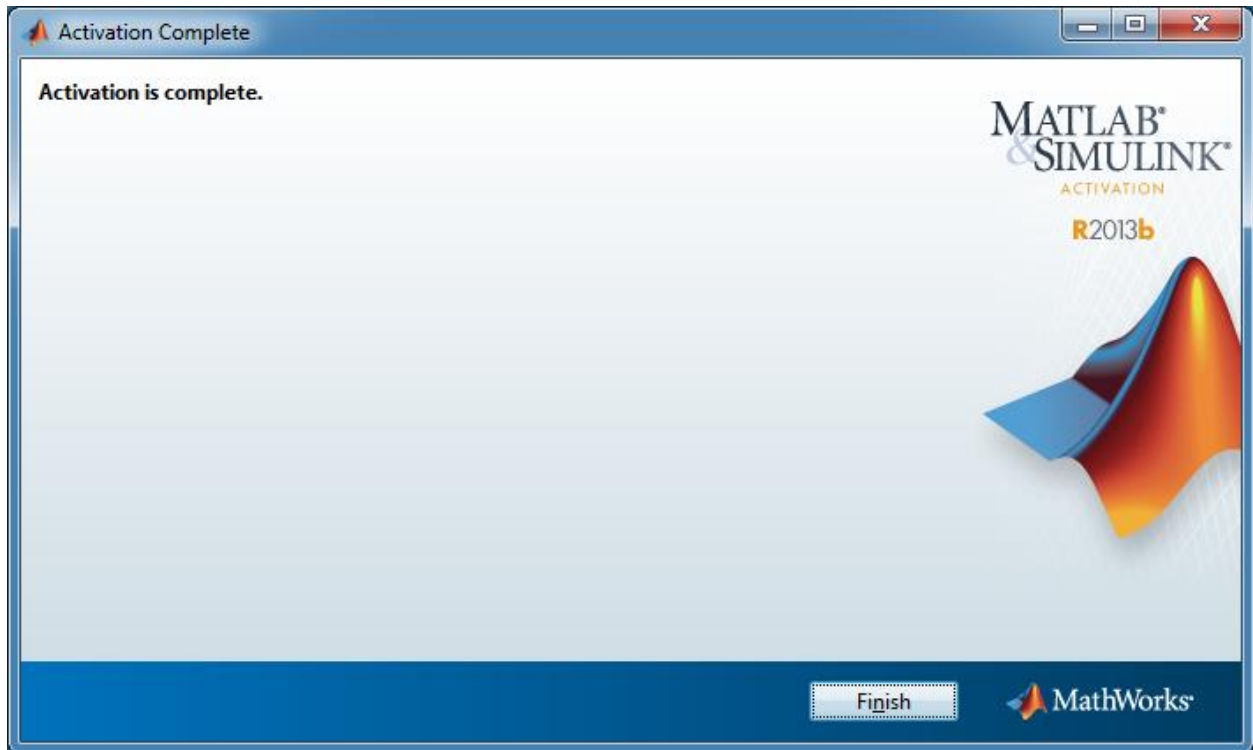 Activation Complete
Activation is complete.
MATLAB®
&SIMULINK®
ACTIVATION
R2013b
Finish
MathWorks®